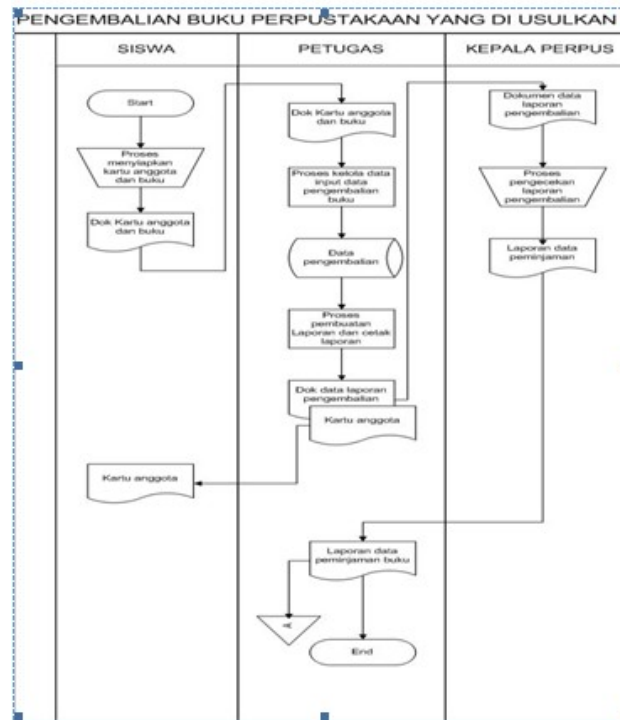 PENGEMBALIAN BUKU PERPUSTAKAAN YANG DI USULKAN
SISWA
PETUGAS
KEPALA PERPUS
Start
Proses
menyiapkan
kartu anggota
dan buku
Dok Kartu anggota
dan buku
Kartu anggota
Dok Kartu anggota
dan buku
Proses kelola data
input data
pengembalian
buku
Data
pengembalian
Proses
pembuatan
Laporan dan cetak
laporan
Dok data laporan
pengembalian
Kartu anggota
Laporan data
peminjaman buku
A
End
Dokumen data
laporan
pengembalian
Proses
pengecekan
laporan
pengembalian
Laporan data
peminjaman